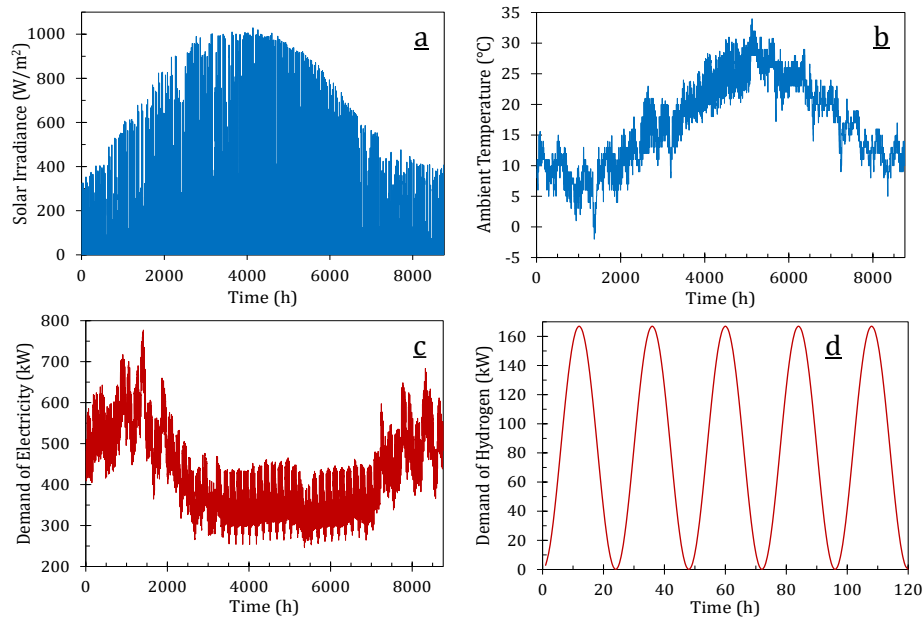 a
Solar Irradiance (W/m²)
1000
800
600
400
200
0
0 2000 4000 6000 8000
Time (h)
b
Ambient Temperature (°C)
35
30
25
20
15
10
5
0
-5
0 2000 4000 6000 8000
Time (h)
c
Demand of Electricity (kW)
800
700
600
500
400
300
200
0 2000 4000 6000 8000
Time (h)
d
Demand of Hydrogen (kW)
160
140
120
100
80
60
40
20
0
0 20 40 60 80 100 120
Time (h)